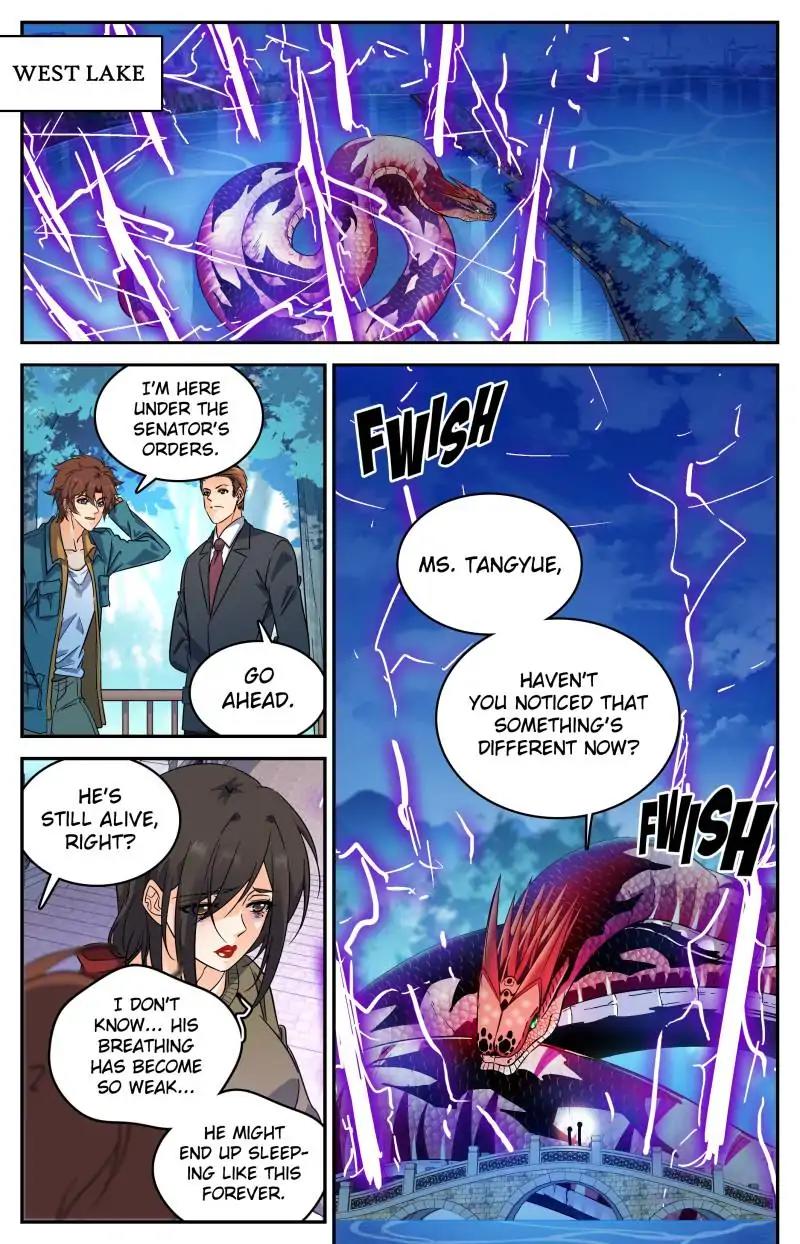 WEST LAKE
I'M HERE
UNDER THE
SENATOR'S
ORDERS.
GO
AHEAD.
HE'S
STILL ALIVE,
RIGHT?
I DON'T
KNOW... HIS
BREATHING
HAS BECOME
SO WEAK...
HE MIGHT
END UP SLEEP-
ING LIKE THIS
FOREVER.
FWISH
MS. TANGYUE,
HAVEN'T
YOU NOTICED THAT
SOMETHING'S
DIFFERENT NOW?
FWISH